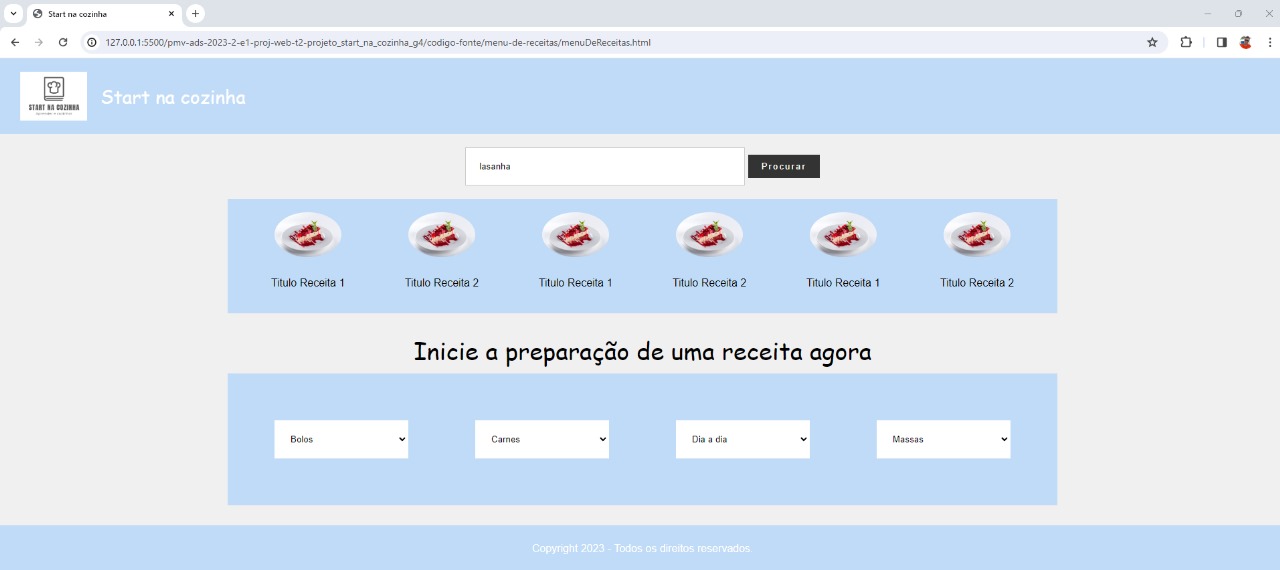 Start na cozinha
127.0.0.1:5500/pmv-ads-2023-2-e1-proj-web-t2-projeto_start_na_cozinha_g4/codigo-fonte/menu-de-receitas/menuDeReceitas.html
START NA COZINHA
Start na cozinha
lasanha
Procurar
Titulo Receita 1
Titulo Receita 2
Titulo Receita 1
Titulo Receita 2
Titulo Receita 1
Titulo Receita 2
Inicie a preparação de uma receita agora
Bolos
Carnes
Dia a dia
Massas
Copyright 2023 - Todos os direitos reservados.